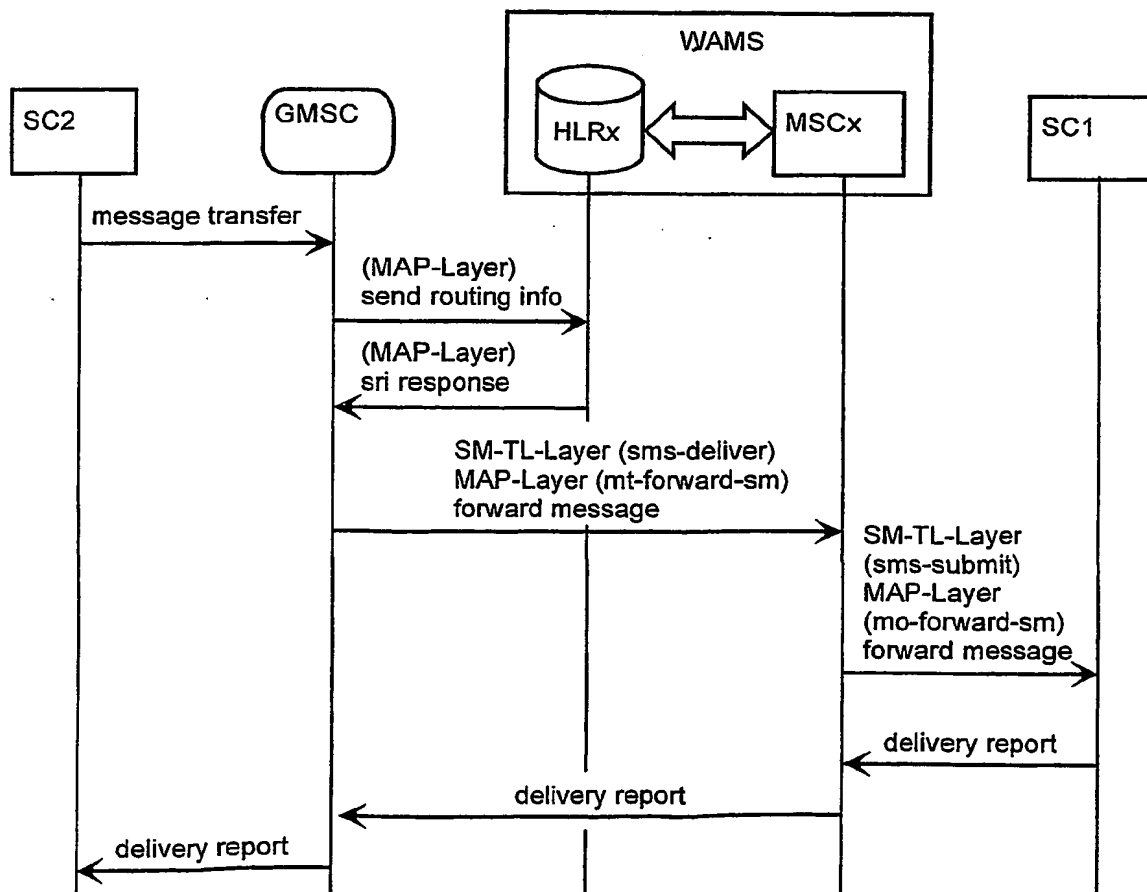 WAMS
SC2
GMSC
HLRx
MSCx
SC1
message transfer
(MAP-Layer)
send routing info
(MAP-Layer)
sri response
SM-TL-Layer (sms-deliver)
MAP-Layer (mt-forward-sm)
forward message
SM-TL-Layer
(sms-submit)
MAP-Layer
(mo-forward-sm)
forward message
delivery report
delivery report
delivery report